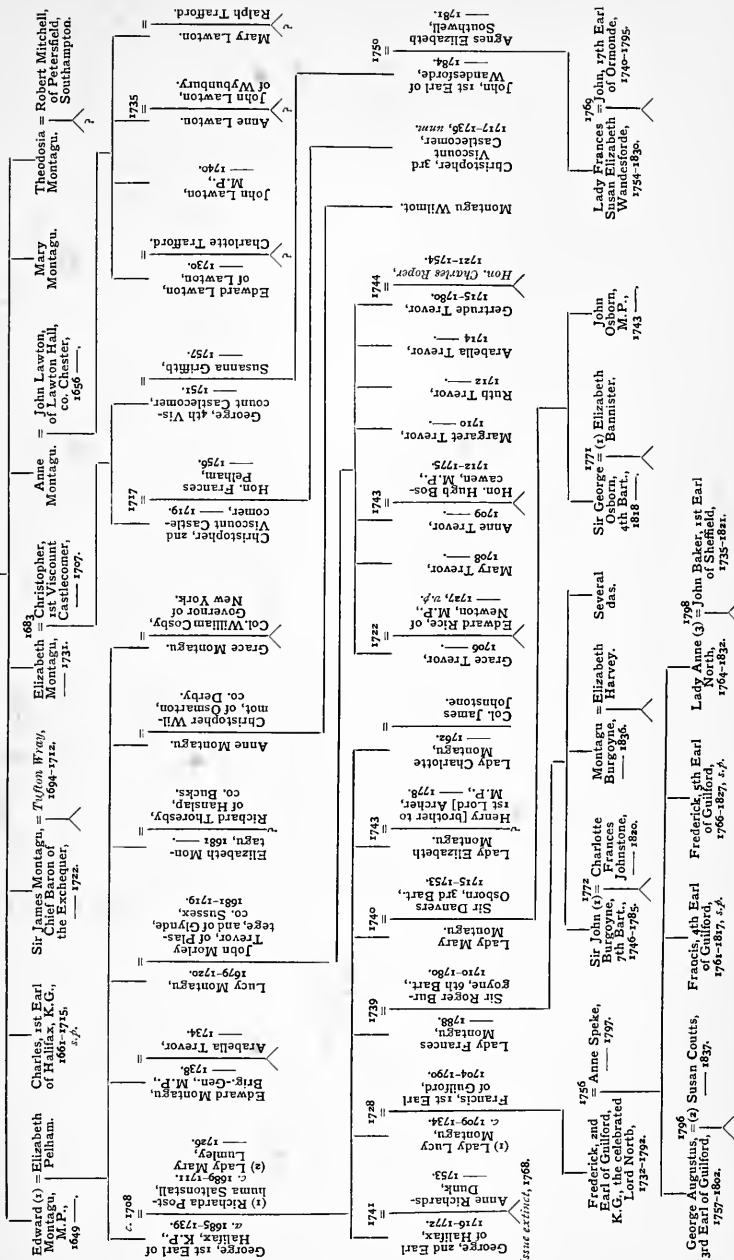 Edward (1) = Elizabeth
Montagu, Pelham.
M.P.,
1649 —.
Charles, 1st Earl
of Halifax, K.G.,
1661-1715,
s.p.
Sir James Montagu, = Tufton Wray,
Chief Baron of 1694-1712.
the Exchequer,
— 1722.
1683
Elizabeth = Christopher,
Montagu, 1st Viscount
— 1731. Castlecomer,
— 1707.
Anne = John Lawton,
Montagu. of Lawton Hall,
co. Chester,
1656 —.
Mary
Montagu.
Theodosia = Robert Mitchell,
Montagu. of Petersfield,
Southampton.
?
c. 1708
George, 1st Earl of
Halifax, K.P.,
a. 1685-1739.
=
(1) Richarda Post-
huma Saltonstall,
c. 1689-1711.
(2) Lady Mary
Lumley,
— 1726.
Edward Montagu
Brig.-Gen., M.P.,
— 1738.
=
Arabella Trevor,
— 1734.
Lucy Montagu,
1679-1720.
=
John Morley
Trevor, of Plas-
tege, and of Glynde,
co. Sussex,
1681-1719.
Elizabeth Mon-
tagu, 1681 —.
=
Richard Thoresby
of Hanslap,
co. Bucks.
?
Anne Montagu.
=
Christopher Wil-
mot, of Osmarton,
co. Derby.
Grace Montagu.
=
Col. William Cosby,
Governor of
New York.
1717
Christopher, 2nd
Viscount Castle-
comer, — 1719.
=
Hon. Frances
Pelham,
— 1756.
George, 4th Vis-
count Castlecomer,
— 1751.
=
Susanna Griffith,
— 1757.
Edward Lawton,
of Lawton,
— 1730.
=
Charlotte Trafford.
?
John Lawton,
M.P.,
— 1740.
1735
Anne Lawton.
=
John Lawton,
of Wybunbury.
?
Mary Lawton.
=
Ralph Trafford.
?
1741
George, 2nd Earl
of Halifax,
1716-1772.
=
Anne Richards-
Dunk,
— 1753.
Issue extinct, 1768.
1728
(1) Lady Lucy
Montagu,
c. 1709-1734.
=
Francis, 1st Earl
of Guilford,
1704-1790.
1739
Lady Frances
Montagu,
— 1788.
=
Sir Roger Bur-
goyne, 6th Bart.,
1710-1780.
1740
Lady Mary
Montagu.
=
Sir Danvers
Osborn, 3rd Bart.,
1715-1753.
1743
Lady Elizabeth
Montagu.
=
Henry [brother to
1st Lord] Archer,
M.P., — 1778.
?
Lady Charlotte
Montagu,
— 1762.
=
Col. James
Johnstone.
1722
Grace Trevor,
1706 —.
=
Edward Rice, of
Newton, M.P.,
— 1727, v.p.
Mary Trevor,
1708 —.
1743
Anne Trevor,
1709 —.
=
Hon. Hugh Bos-
cawen, M.P.,
1712-1775.
Margaret Trevor,
1710 —.
Ruth Trevor,
1712 —.
Arabella Trevor,
1714 —.
1744
Gertrude Trevor,
1715-1780.
=
Hon. Charles Roper,
1721-1754.
Montagu Wilmot.
Christopher, 3rd
Viscount
Castlecomer,
1717-1736, unm.
1750
John, 1st Earl of
Wandesforde,
— 1784.
=
Agnes Elizabeth
Southwell,
— 1781.
1756
Frederick, 2nd = Anne Speke,
Earl of Guilford, — 1797.
K.G., the celebrated
Lord North,
1732-1792.
1772
Sir John (1) = Charlotte
Burgoyne, Frances
7th Bart., Johnstone,
1746-1785. — 1820.
Montagu = Elizabeth
Burgoyne, Harvey.
— 1836.
Several
das.
1771
Sir George = (1) Elizabeth
Osborn, Bannister.
4th Bart.,
1818 —.
John
Osborn,
M.P.,
1743 —.
1769
Lady Frances = John, 17th Earl
Susan Elizabeth of Ormonde,
Wandesforde, 1740-1795.
1754-1830.
1796
George Augustus, = (2) Susan Coutts,
3rd Earl of Guilford, — 1837.
1757-1802.
Francis, 4th Earl
of Guilford,
1761-1817, s.p.
Frederick, 5th Earl
of Guilford,
1766-1827, s.p.
1798
Lady Anne (3) = John Baker, 1st Earl
North, of Sheffield,
1764-1832. 1735-1821.